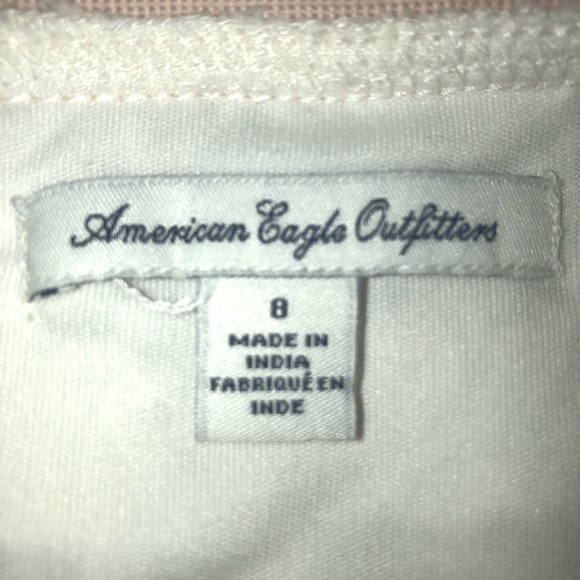 American Eagle Outfitters
8
MADE IN
INDIA
FABRIQUÉ EN
INDE